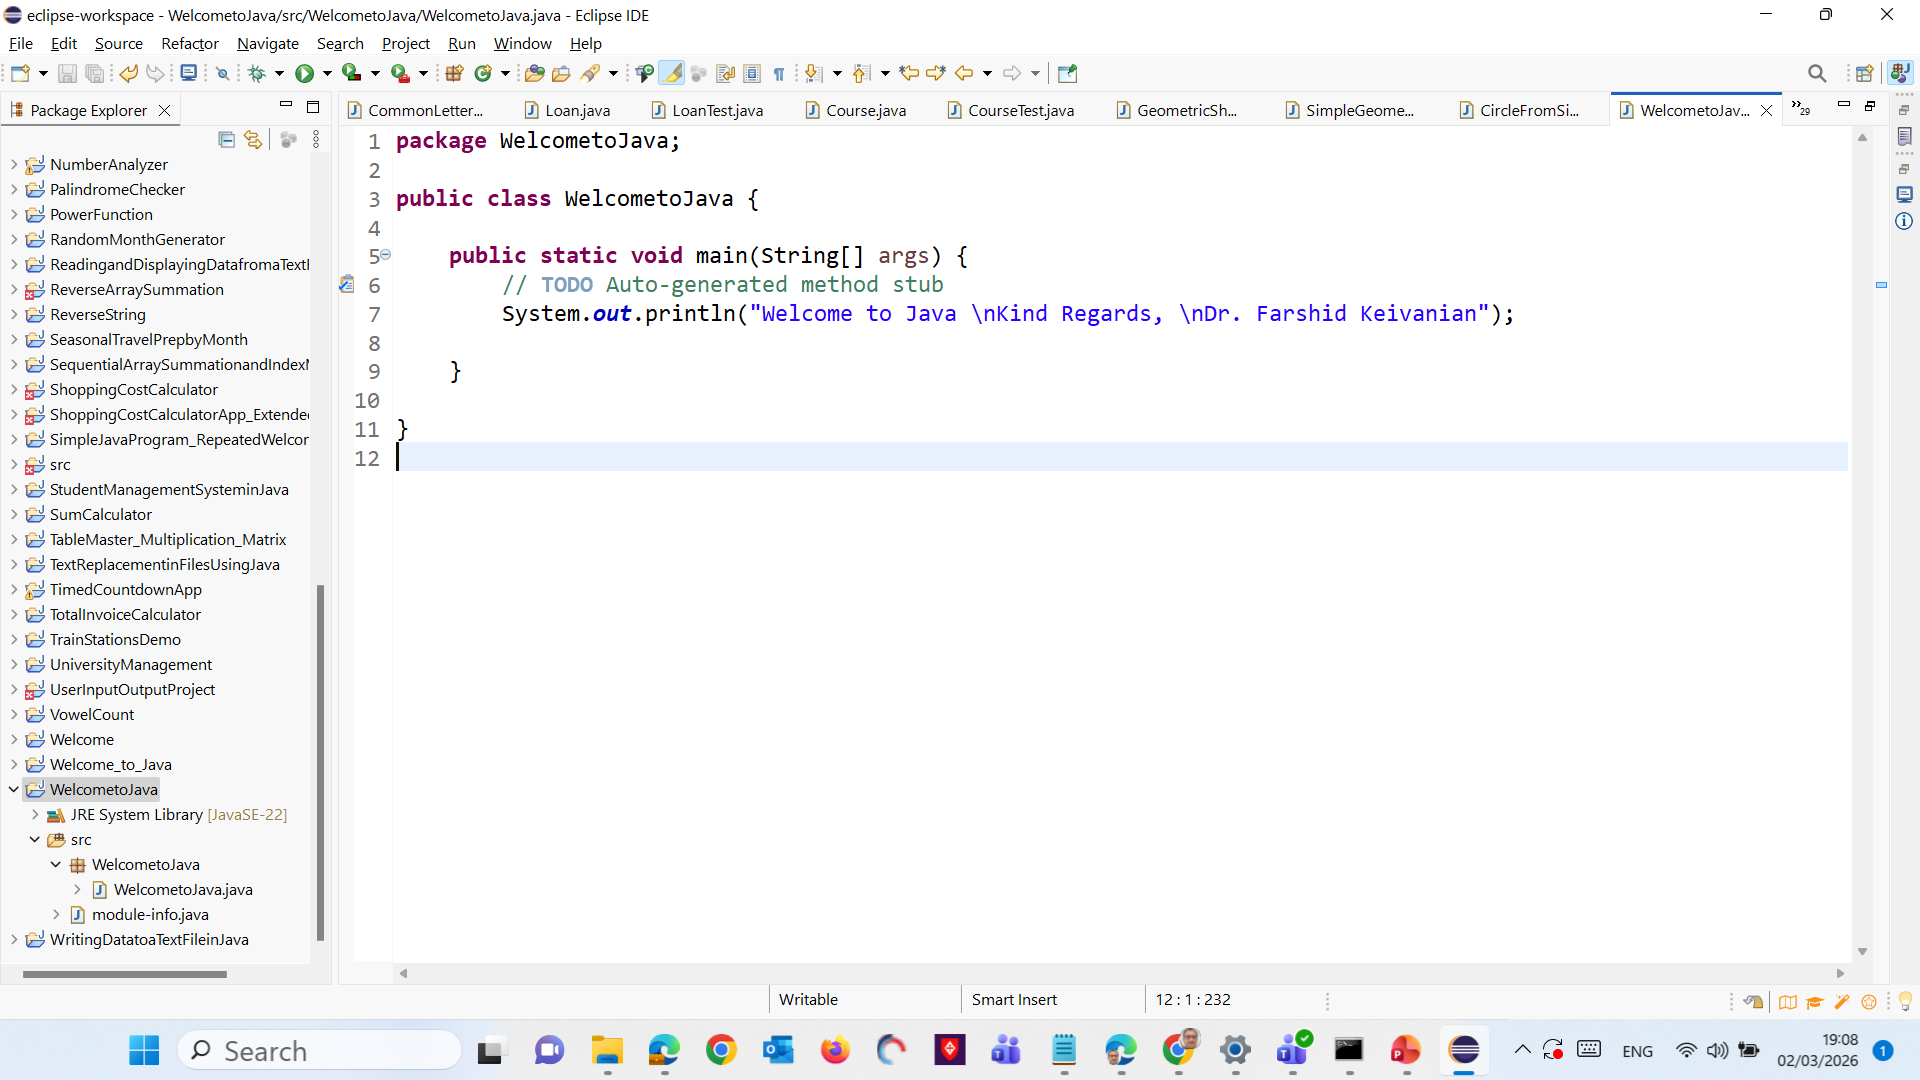 eclipse-workspace - WelcometoJava/src/WelcometoJava/WelcometoJava.java - Eclipse IDE
File Edit Source Refactor Navigate Search Project Run Window Help
Package Explorer
CommonLetter... Loan.java LoanTest.java Course.java CourseTest.java GeometricSh... SimpleGeome... CircleFromSi... WelcometoJav... »29
NumberAnalyzer
PalindromeChecker
PowerFunction
RandomMonthGenerator
ReadingandDisplayingDatafromaTextI
ReverseArraySummation
ReverseString
SeasonalTravelPrepbyMonth
SequentialArraySummationandIndexM
ShoppingCostCalculator
ShoppingCostCalculatorApp_Extended
SimpleJavaProgram_RepeatedWelcom
src
StudentManagementSysteminJava
SumCalculator
TableMaster_Multiplication_Matrix
TextReplacementinFilesUsingJava
TimedCountdownApp
TotalInvoiceCalculator
TrainStationsDemo
UniversityManagement
UserInputOutputProject
VowelCount
Welcome
Welcome_to_Java
WelcometoJava
JRE System Library [JavaSE-22]
src
WelcometoJava
WelcometoJava.java
module-info.java
WritingDatatoaTextFileinJava
1 package WelcometoJava;
2
3 public class WelcometoJava {
4
5 public static void main(String[] args) {
6 // TODO Auto-generated method stub
7 System.out.println("Welcome to Java \nKind Regards, \nDr. Farshid Keivanian");
8
9 }
10
11 }
12
Writable Smart Insert 12 : 1 : 232
Search
ENG
19:08
02/03/2026
1